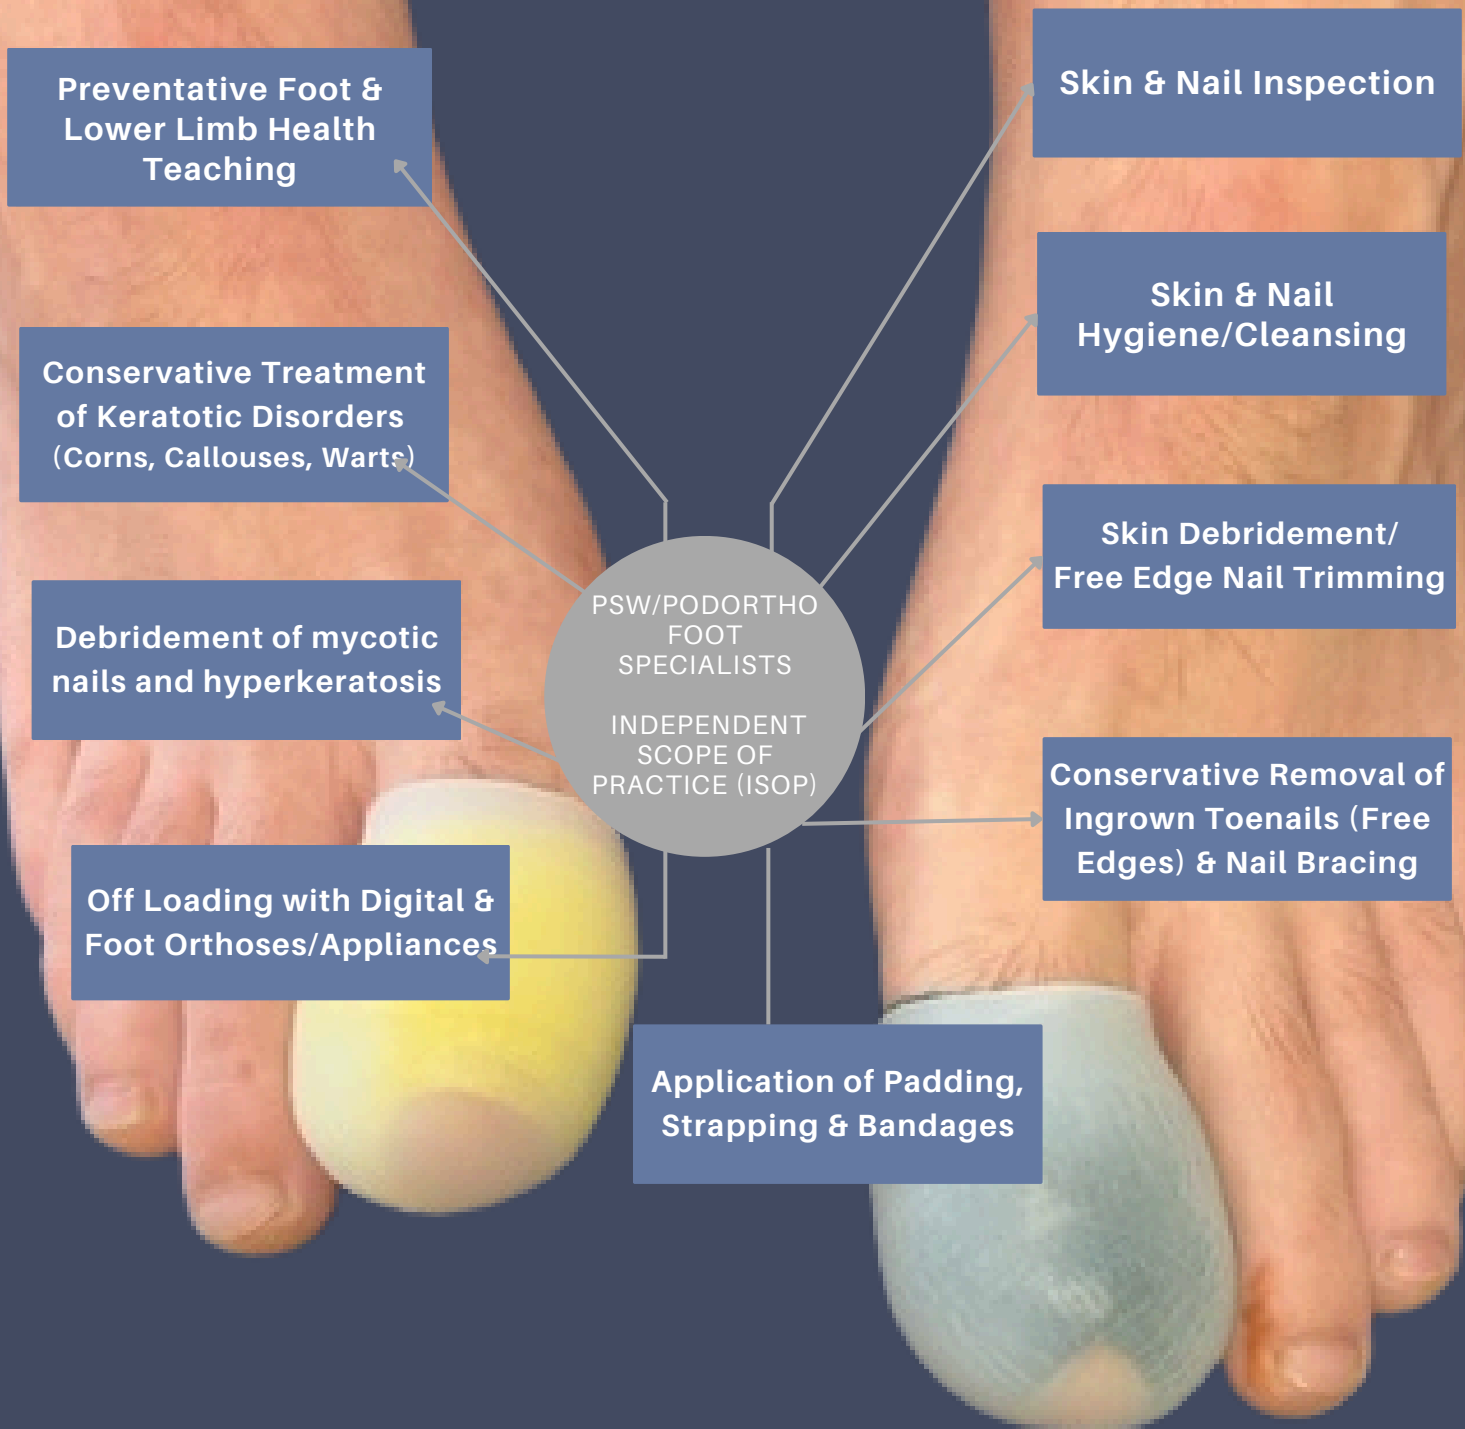 Preventative Foot &
Lower Limb Health
Teaching
Skin & Nail Inspection
Skin & Nail
Hygiene/Cleansing
Conservative Treatment
of Keratotic Disorders
(Corns, Callouses, Warts)
Skin Debridement/
Free Edge Nail Trimming
Debridement of mycotic
nails and hyperkeratosis
PSW/PODORTHO
FOOT
SPECIALISTS
INDEPENDENT
SCOPE OF
PRACTICE (ISOP)
Conservative Removal of
Ingrown Toenails (Free
Edges) & Nail Bracing
Off Loading with Digital &
Foot Orthoses/Appliances
Application of Padding,
Strapping & Bandages